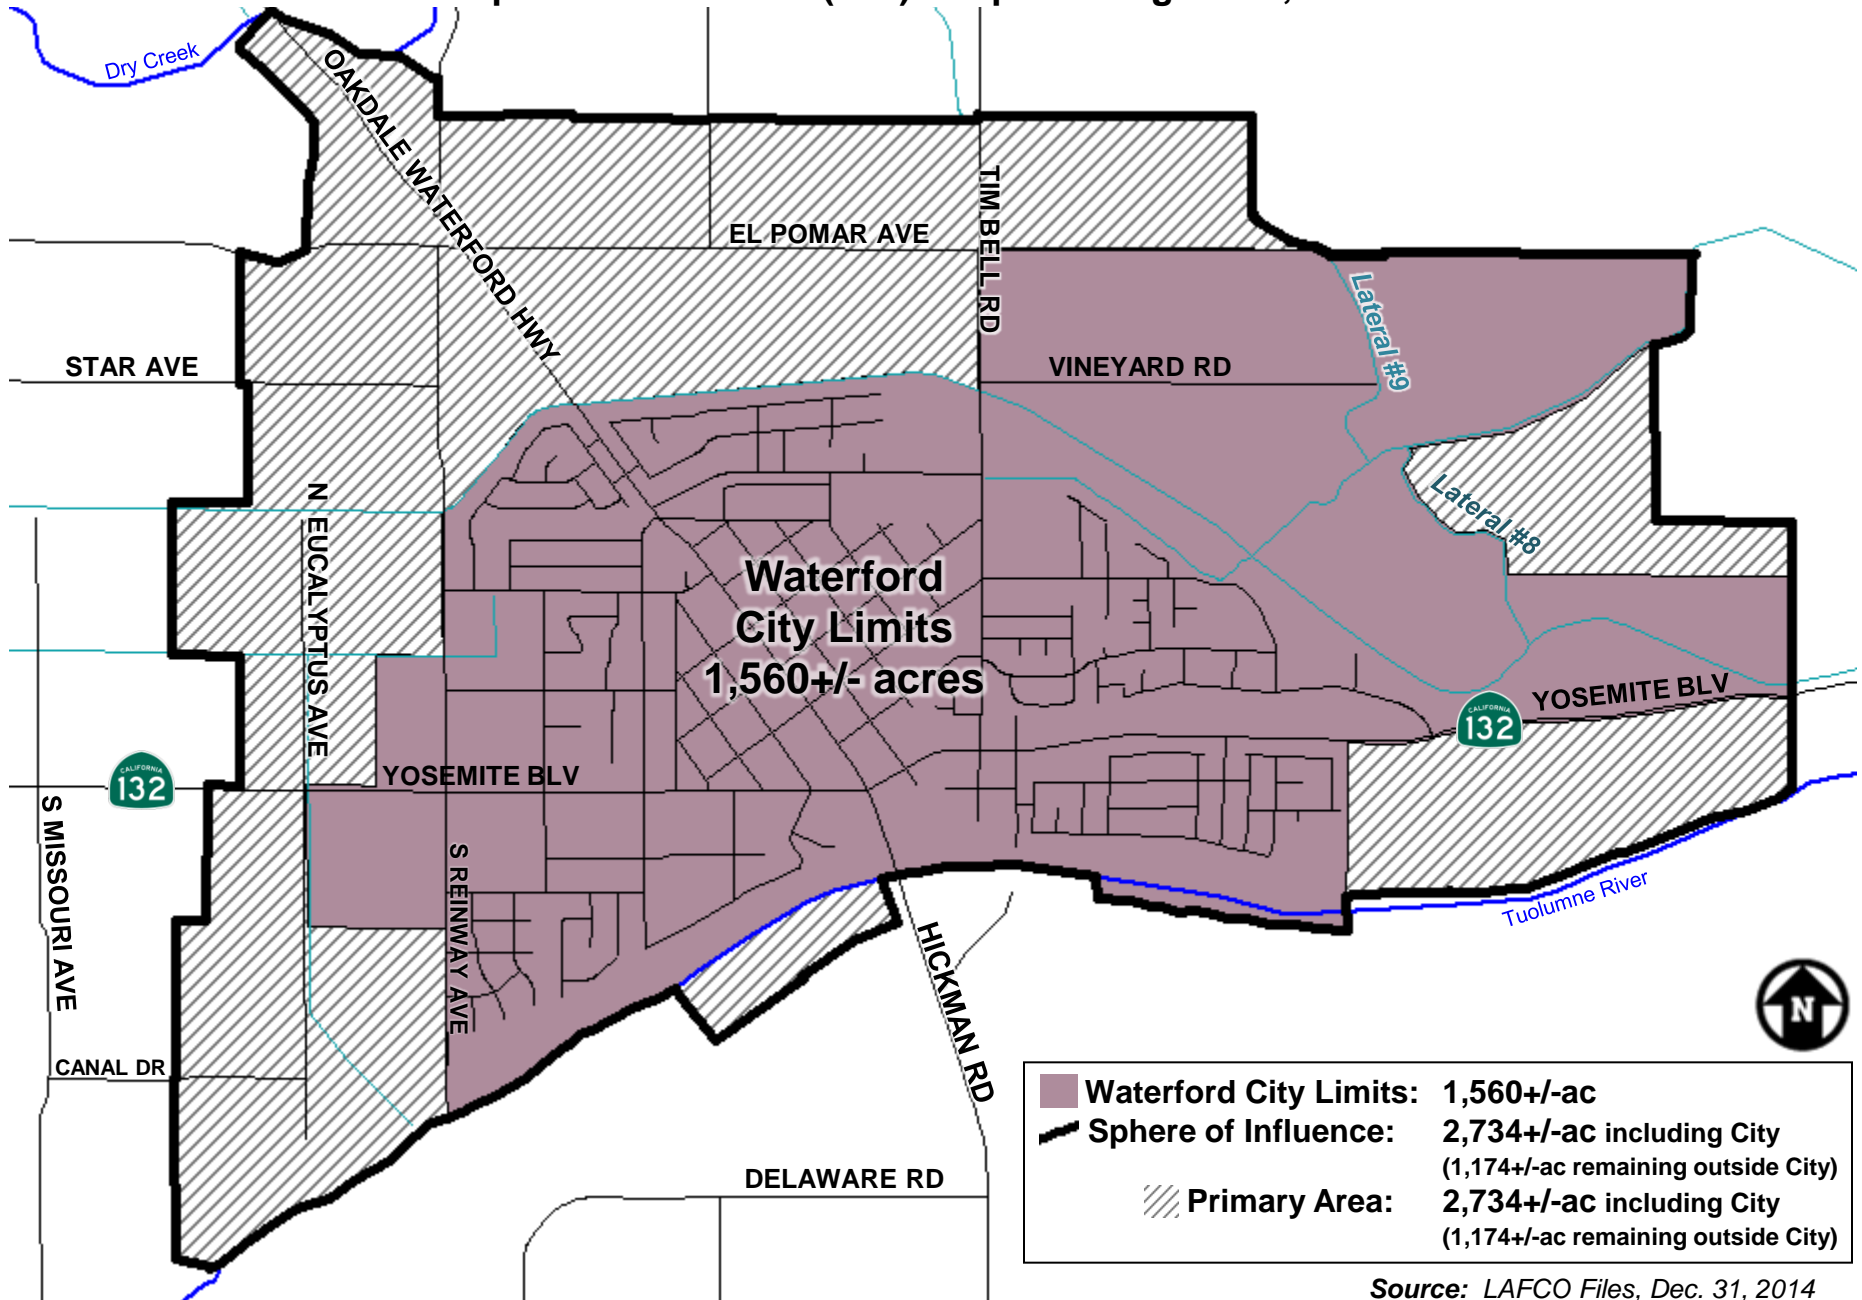 Dry Creek
OAKDALE WATERFORD HWY
TIM BELL RD
EL POMAR AVE
Lateral #9
STAR AVE
VINEYARD RD
N EUCALYPTUS AVE
Lateral #8
Waterford
City Limits
1,560+/- acres
YOSEMITE BLV
CALIFORNIA
132
CALIFORNIA
132
YOSEMITE BLV
S MISSOURI AVE
S REINWAY AVE
Tuolumne River
HICKMAN RD
CANAL DR
N
DELAWARE RD
Waterford City Limits: 1,560+/-ac
Sphere of Influence: 2,734+/-ac including City
(1,174+/-ac remaining outside City)
Primary Area: 2,734+/-ac including City
(1,174+/-ac remaining outside City)
Source: LAFCO Files, Dec. 31, 2014